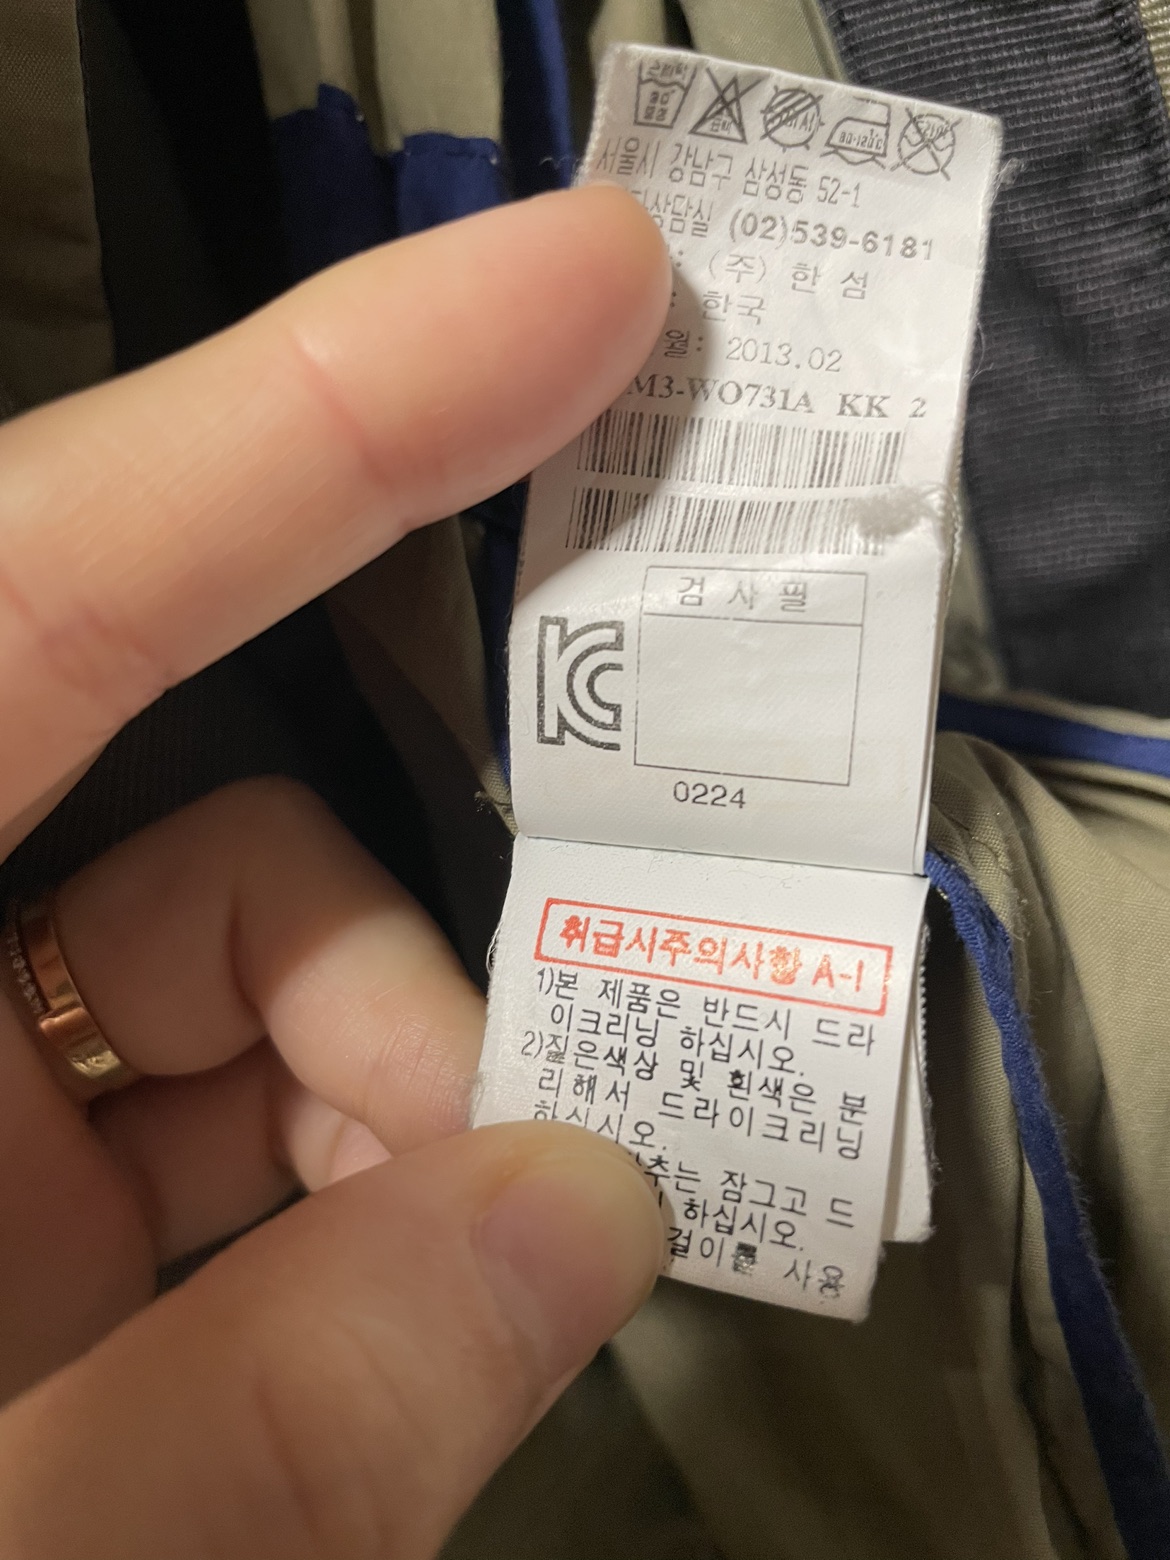 80-120℃
서울시 강남구 삼성동 52-1
상담실 (02)539-6181
: (주) 한 섬
: 한국
월: 2013.02
M3-WO731A KK 2
검 사 필
KC
0224
취급시주의사항 A-1
1)본 제품은 반드시 드라
이크리닝 하십시오.
2)짙은색상 및 흰색은 분
리해서 드라이크리닝
하십시오.
추는 잠그고 드
하십시오.
걸이를 사용